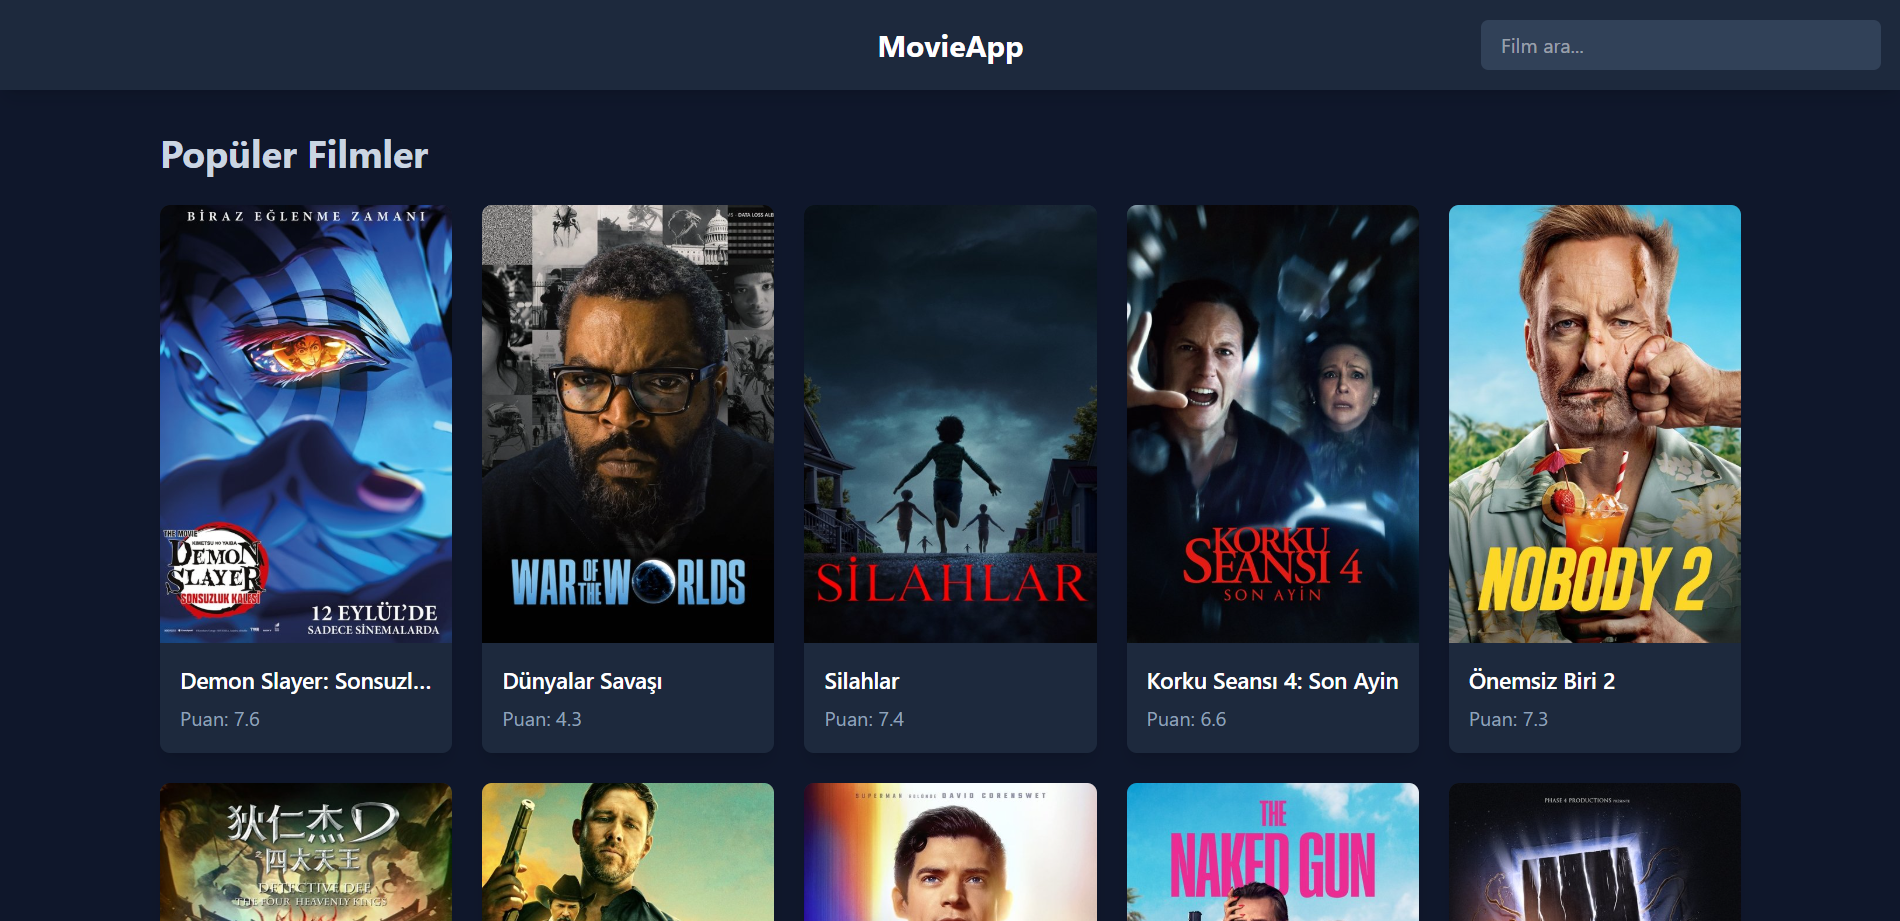 MovieApp
Film ara...
Popüler Filmler
BİRAZ EĞLENME ZAMANI
THE MOVIE
KIMETSU NO YAIBA
DEMON
SLAYER
SONSUZLUK KALESİ
12 EYLÜL'DE
SADECE SİNEMALARDA
Demon Slayer: Sonsuzl...
Puan: 7.6
DATA LOSS
WAR OF THE WORLDS
Dünyalar Savaşı
Puan: 4.3
SİLAHLAR
Silahlar
Puan: 7.4
KORKU
SEANSI 4
SON AYİN
Korku Seansı 4: Son Ayin
Puan: 6.6
NOBODY 2
Önemsiz Biri 2
Puan: 7.3
狄仁杰
之四大天王
DETECTIVE DEE
THE FOUR HEAVENLY KINGS
SUPERMAN ROLÜNDE DAVID CORENSWET
THE
NAKED GUN
PHASE 4 PRODUCTIONS